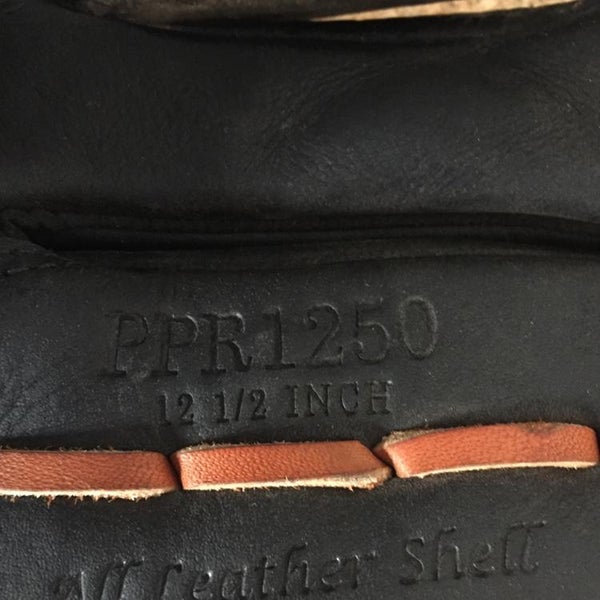 PPR1250
12 1/2 INCH
All Leather Shell